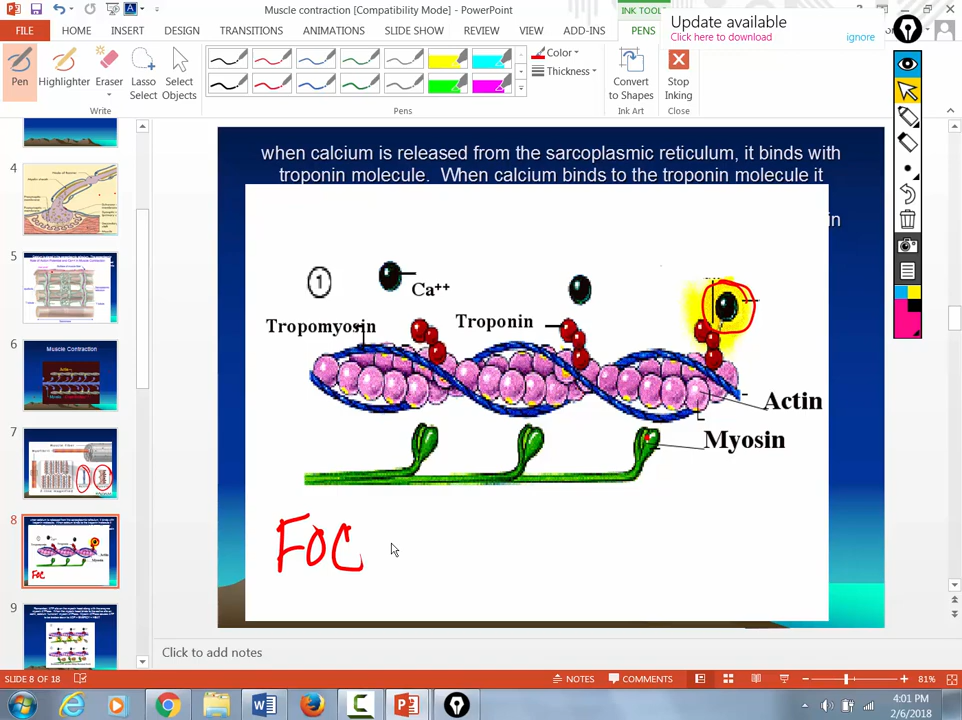 Muscle contraction [Compatibility Mode] - PowerPoint
INK TOOLS
Update available
Click here to download
ignore
FILE
HOME
INSERT
DESIGN
TRANSITIONS
ANIMATIONS
SLIDE SHOW
REVIEW
VIEW
ADD-INS
PENS
Pen
Highlighter
Eraser
Lasso
Select
Select
Objects
Color
Thickness
Convert
to Shapes
Stop
Inking
Write
Pens
Ink Art
Close
4
5
6
Muscle Contraction
7
8
9
when calcium is released from the sarcoplasmic reticulum, it binds with
troponin molecule. When calcium binds to the troponin molecule it
in
1
Ca++
Tropomyosin
Troponin
Actin
Myosin
FOC
Click to add notes
SLIDE 8 OF 18
NOTES
COMMENTS
81%
4:01 PM
2/6/2018